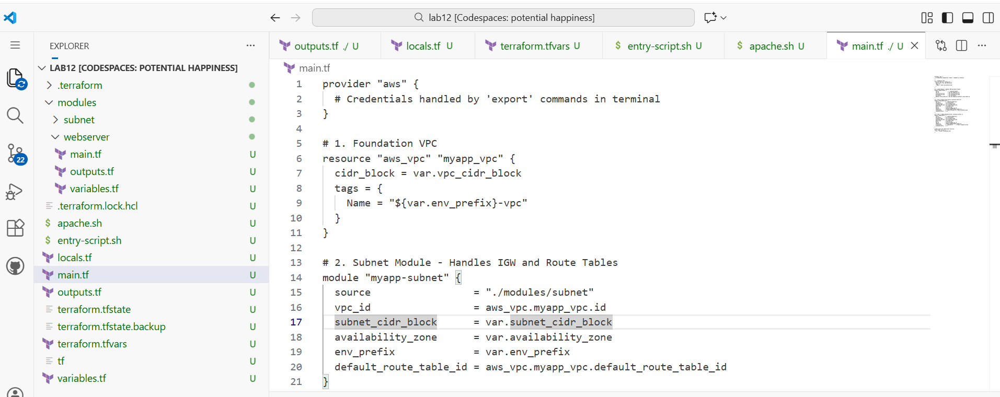 lab12 [Codespaces: potential happiness]
EXPLORER
LAB12 [CODESPACES: POTENTIAL HAPPINESS]
.terraform
modules
subnet
webserver
main.tf U
outputs.tf U
variables.tf U
.terraform.lock.hcl U
$ apache.sh U
$ entry-script.sh U
locals.tf U
main.tf U
outputs.tf U
terraform.tfstate U
terraform.tfstate.backup U
terraform.tfvars U
tf U
variables.tf U
22
outputs.tf ./ U
locals.tf U
terraform.tfvars U
$ entry-script.sh U
$ apache.sh U
main.tf ./ U
main.tf
1 provider "aws" {
2 # Credentials handled by 'export' commands in terminal
3 }
4
5 # 1. Foundation VPC
6 resource "aws_vpc" "myapp_vpc" {
7 cidr_block = var.vpc_cidr_block
8 tags = {
9 Name = "${var.env_prefix}-vpc"
10 }
11 }
12
13 # 2. Subnet Module - Handles IGW and Route Tables
14 module "myapp-subnet" {
15 source = "./modules/subnet"
16 vpc_id = aws_vpc.myapp_vpc.id
17 subnet_cidr_block = var.subnet_cidr_block
18 availability_zone = var.availability_zone
19 env_prefix = var.env_prefix
20 default_route_table_id = aws_vpc.myapp_vpc.default_route_table_id
21 }